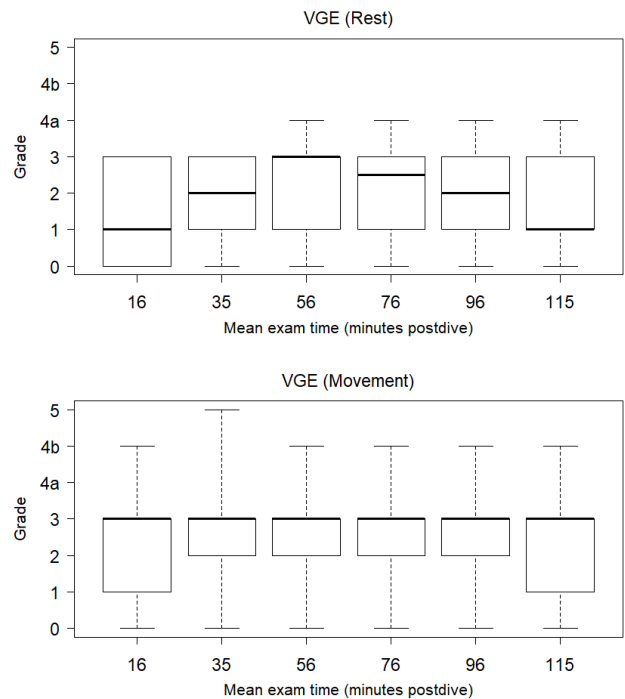 VGE (Rest)
5
4b
4a
3
2
1
0
Grade
16 35 56 76 96 115
Mean exam time (minutes postdive)
VGE (Movement)
5
4b
4a
3
2
1
0
Grade
16 35 56 76 96 115
Mean exam time (minutes postdive)